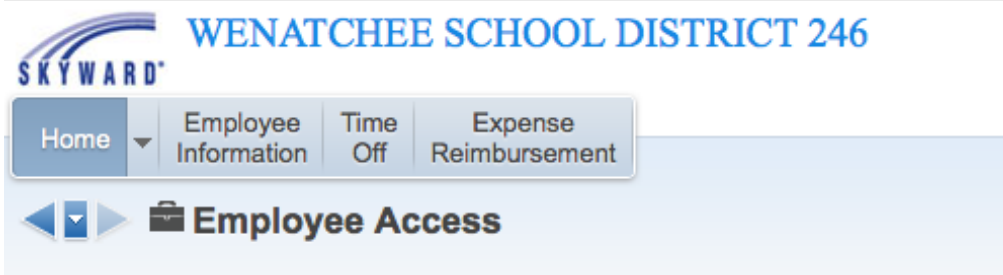 WENATCHEE SCHOOL DISTRICT 246
SKYWARD®
Home
Employee
Information
Time
Off
Expense
Reimbursement
Employee Access